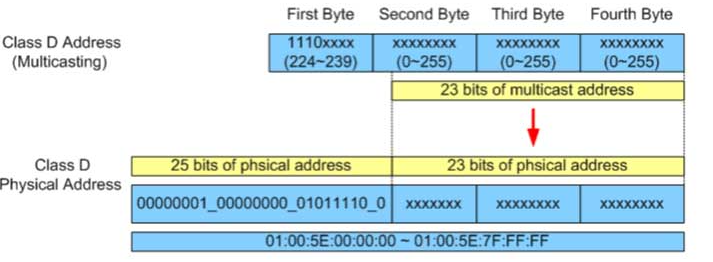 First Byte Second Byte Third Byte Fourth Byte
Class D Address 1110xxxx xxxxxxxx xxxxxxxx xxxxxxxx
(Multicasting) (224~239) (0~255) (0~255) (0~255)
23 bits of multicast address
Class D 25 bits of phsical address 23 bits of phsical address
Physical Address
00000001_00000000_01011110_0 xxxxxxx xxxxxxxx xxxxxxxx
01:00:5E:00:00:00 ~ 01:00:5E:7F:FF:FF